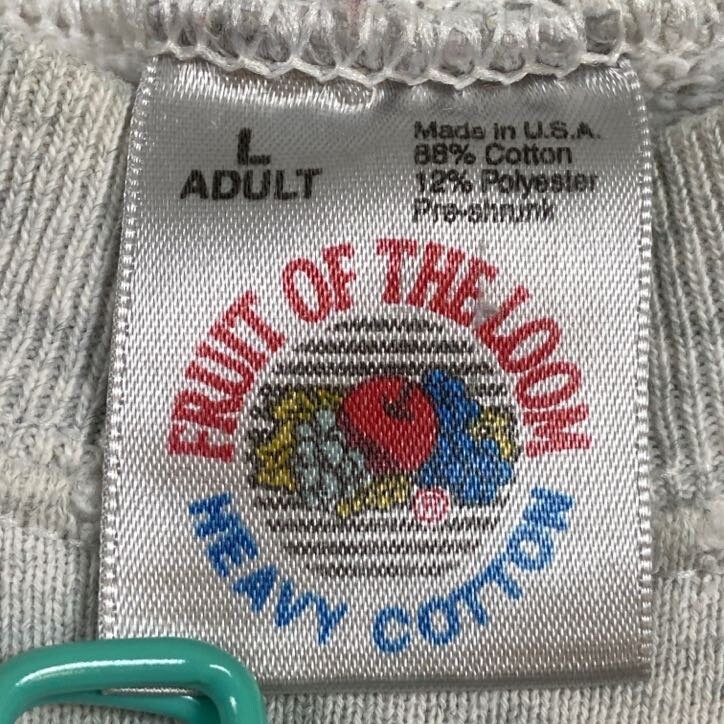 L
ADULT
Made in U.S.A.
88% Cotton
12% Polyester
Pre-shrunk
FRUIT OF THE LOOM
HEAVY COTTON